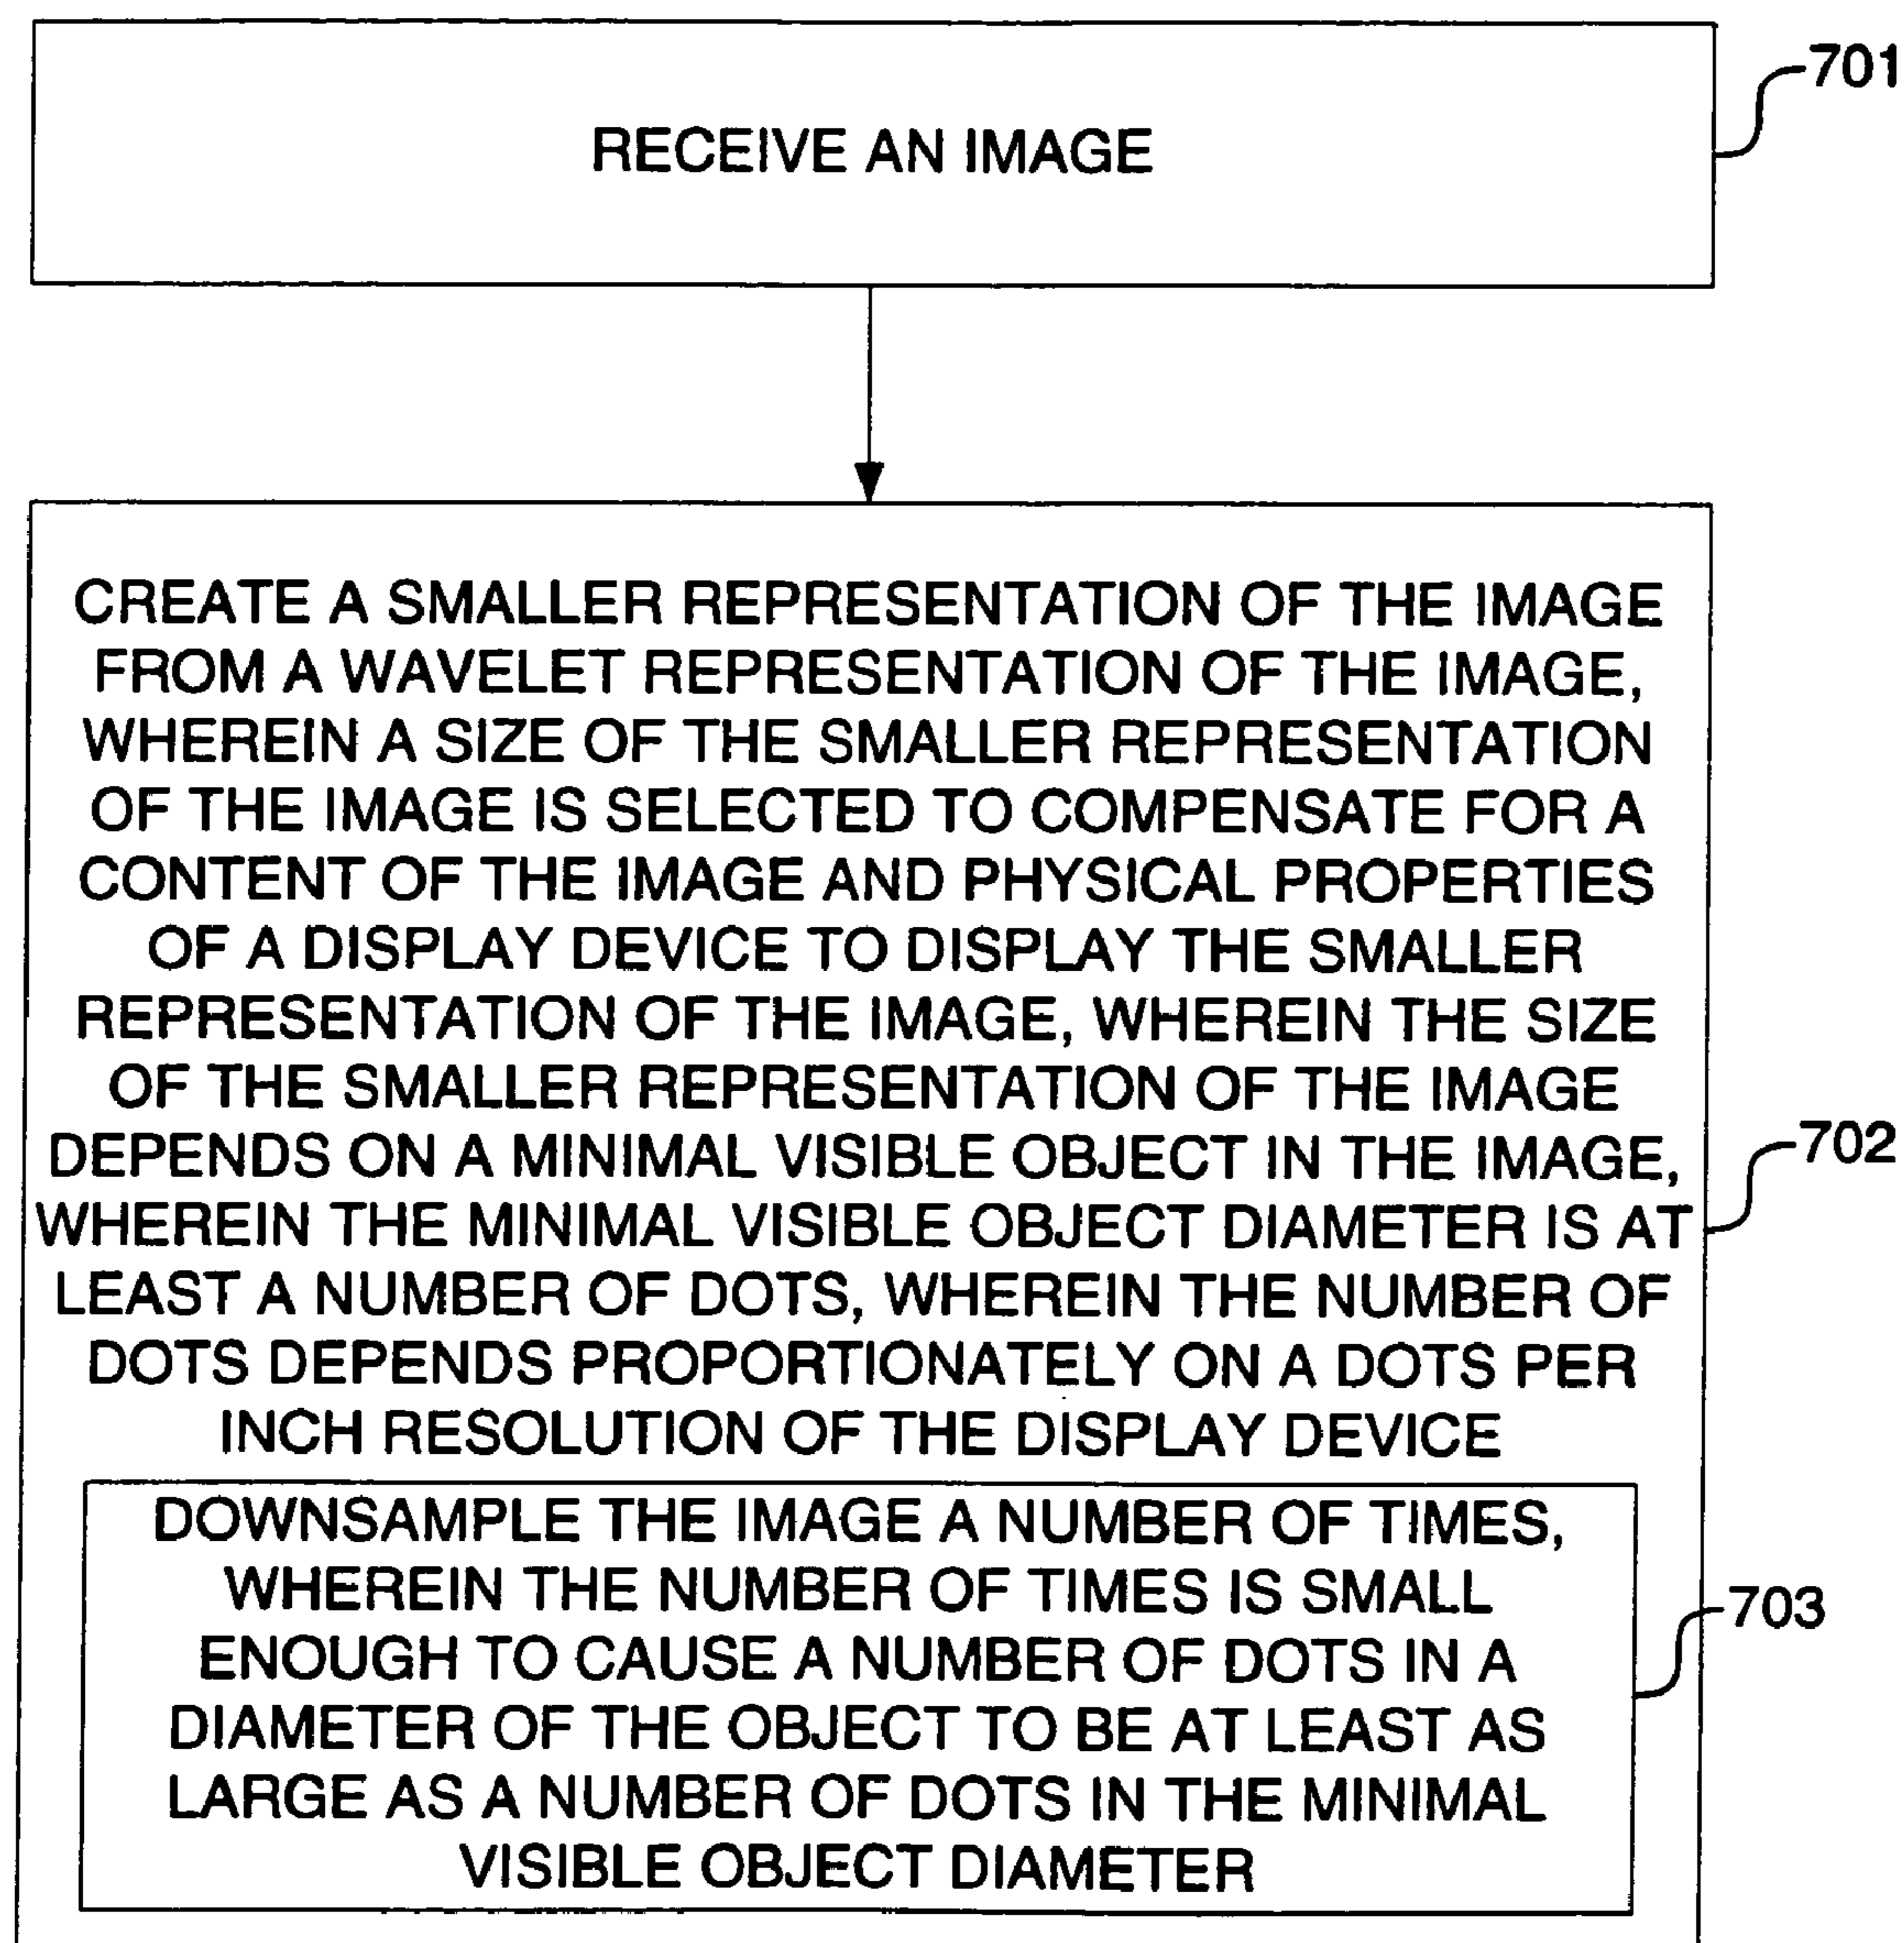 RECEIVE AN IMAGE
701
CREATE A SMALLER REPRESENTATION OF THE IMAGE
FROM A WAVELET REPRESENTATION OF THE IMAGE,
WHEREIN A SIZE OF THE SMALLER REPRESENTATION
OF THE IMAGE IS SELECTED TO COMPENSATE FOR A
CONTENT OF THE IMAGE AND PHYSICAL PROPERTIES
OF A DISPLAY DEVICE TO DISPLAY THE SMALLER
REPRESENTATION OF THE IMAGE, WHEREIN THE SIZE
OF THE SMALLER REPRESENTATION OF THE IMAGE
DEPENDS ON A MINIMAL VISIBLE OBJECT IN THE IMAGE,
WHEREIN THE MINIMAL VISIBLE OBJECT DIAMETER IS AT
LEAST A NUMBER OF DOTS, WHEREIN THE NUMBER OF
DOTS DEPENDS PROPORTIONATELY ON A DOTS PER
INCH RESOLUTION OF THE DISPLAY DEVICE
702
DOWNSAMPLE THE IMAGE A NUMBER OF TIMES,
WHEREIN THE NUMBER OF TIMES IS SMALL
ENOUGH TO CAUSE A NUMBER OF DOTS IN A
DIAMETER OF THE OBJECT TO BE AT LEAST AS
LARGE AS A NUMBER OF DOTS IN THE MINIMAL
VISIBLE OBJECT DIAMETER
703